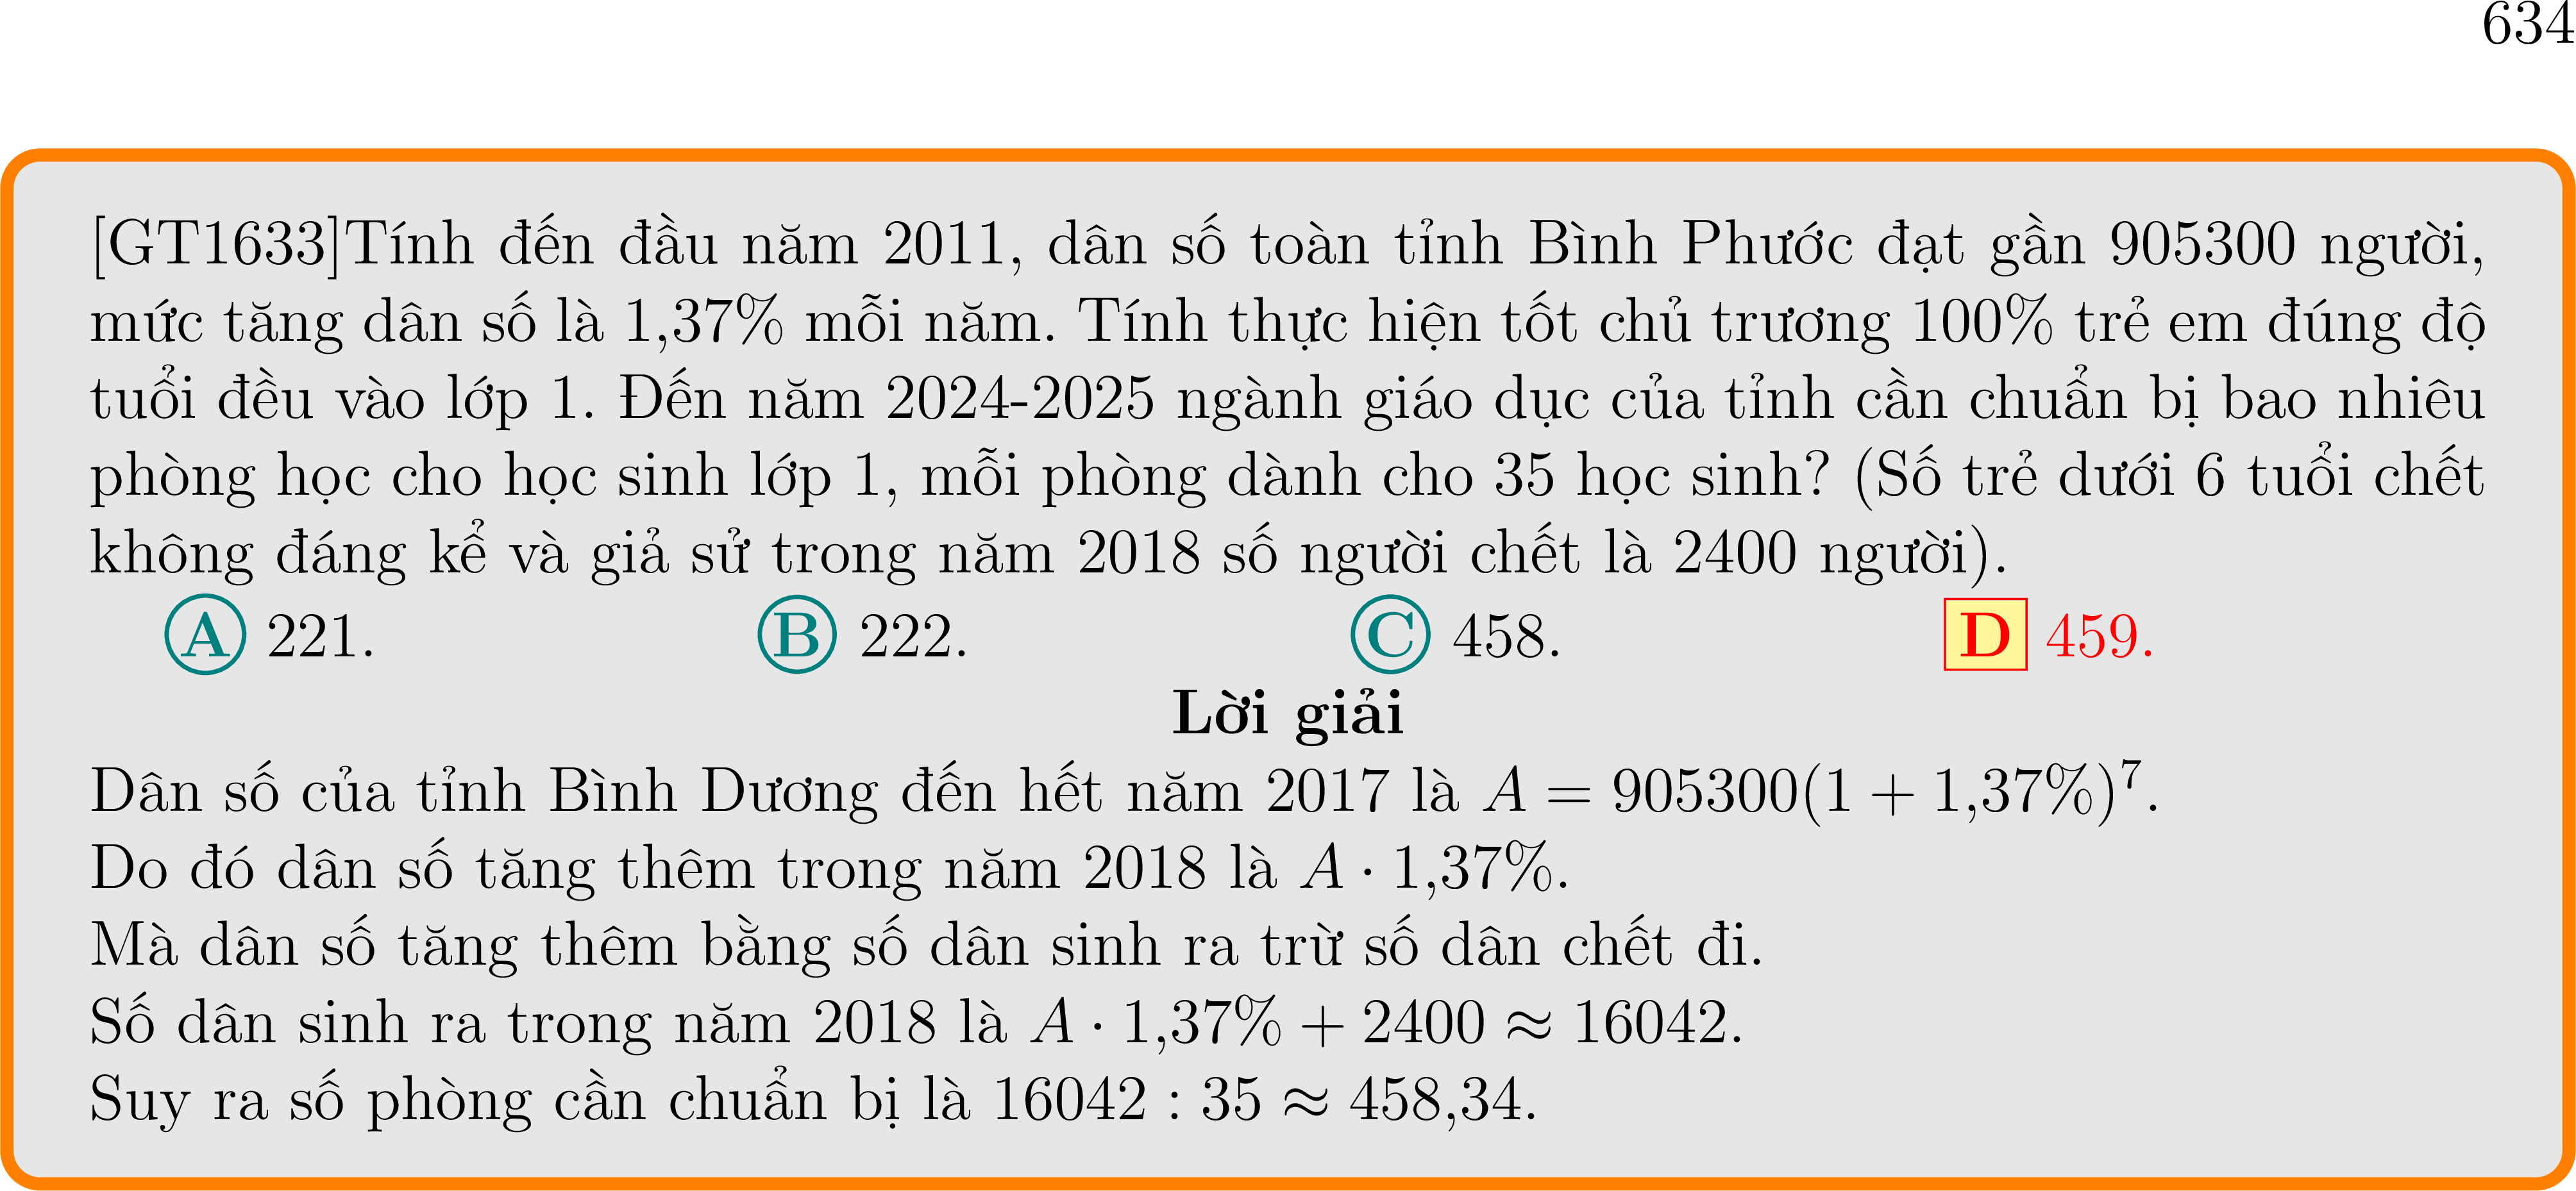 634
[GT1633]Tính đến đầu năm 2011, dân số toàn tỉnh Bình Phước đạt gần 905300 người,
mức tăng dân số là 1,37% mỗi năm. Tính thực hiện tốt chủ trương 100% trẻ em đúng độ
tuổi đều vào lớp 1. Đến năm 2024-2025 ngành giáo dục của tỉnh cần chuẩn bị bao nhiêu
phòng học cho học sinh lớp 1, mỗi phòng dành cho 35 học sinh? (Số trẻ dưới 6 tuổi chết
không đáng kể và giả sử trong năm 2018 số người chết là 2400 người).
A 221. B 222. C 458. D 459.
Lời giải
Dân số của tỉnh Bình Dương đến hết năm 2017 là A = 905300(1 + 1,37%)⁷.
Do đó dân số tăng thêm trong năm 2018 là A · 1,37%.
Mà dân số tăng thêm bằng số dân sinh ra trừ số dân chết đi.
Số dân sinh ra trong năm 2018 là A · 1,37% + 2400 ≈ 16042.
Suy ra số phòng cần chuẩn bị là 16042 : 35 ≈ 458,34.